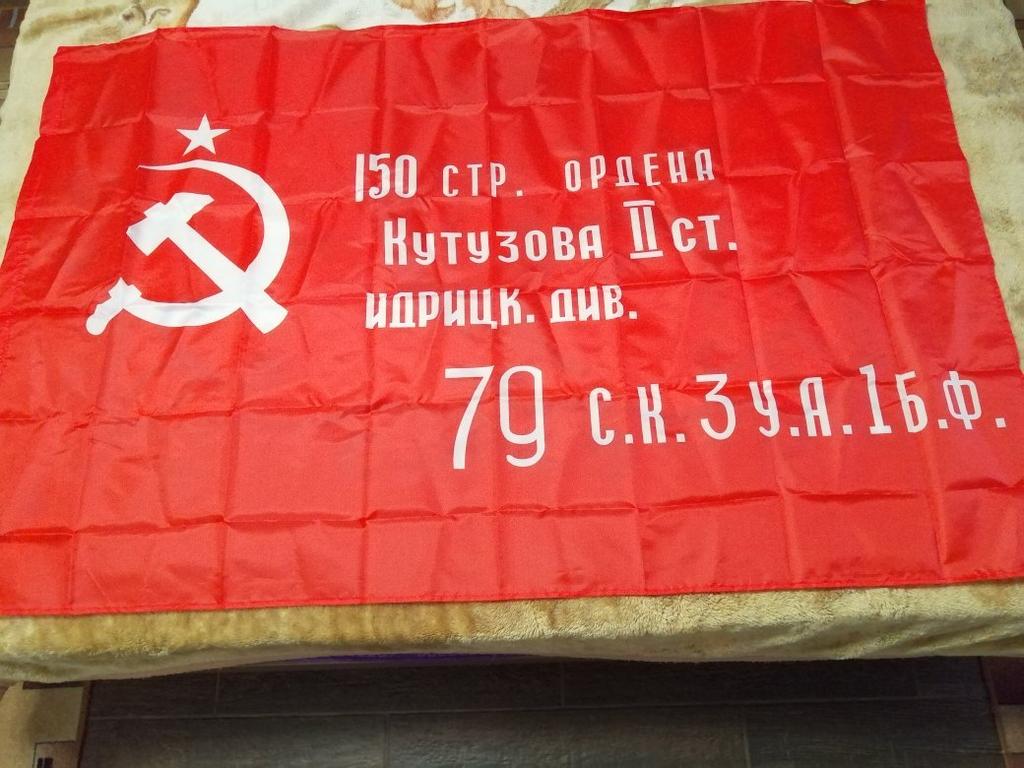 150 стр. ордена
Кутузова II ст.
идрицк. див.
79 С.К. 3 У.А. 1 Б.Ф.